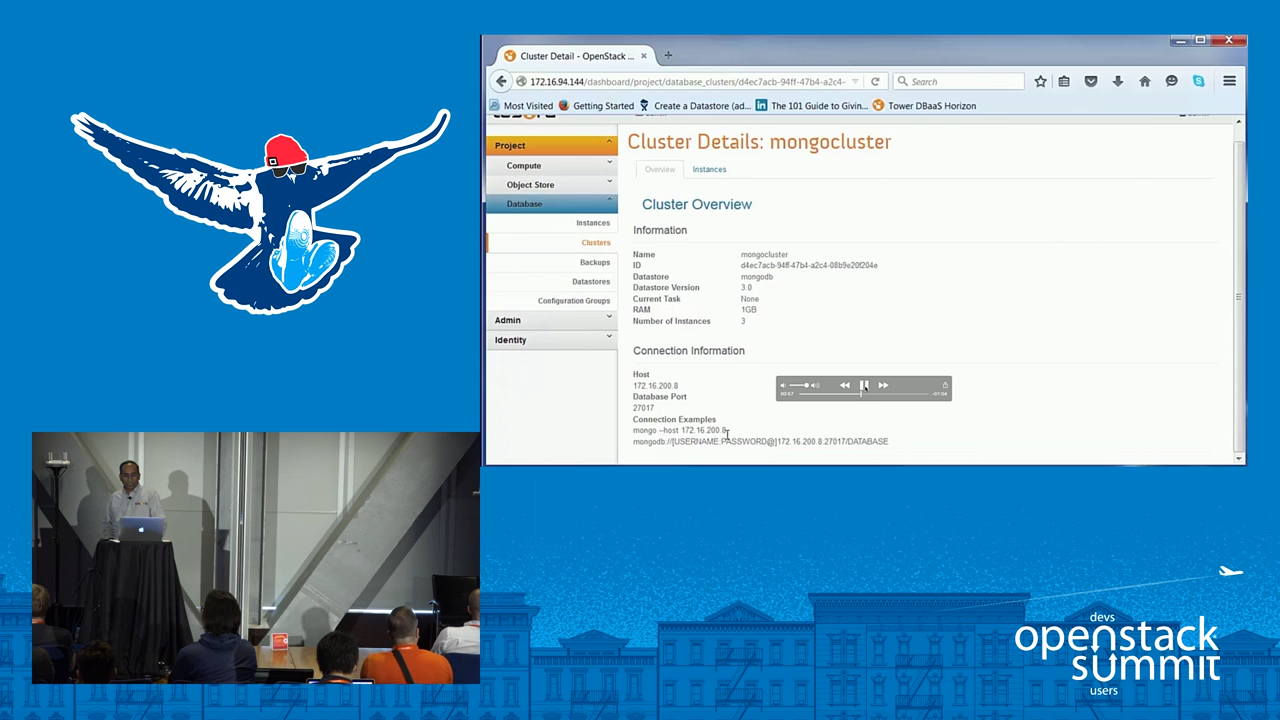 Cluster Detail - OpenStack ...
172.16.94.144/dashboard/project/database_clusters/d4ec7acb-94ff-47b4-a2c4-
Search
Most Visited
Getting Started
Create a Datastore (ad...
The 101 Guide to Givin...
Tower DBaaS Horizon
Project
Compute
Object Store
Database
Instances
Clusters
Backups
Datastores
Configuration Groups
Admin
Identity
Cluster Details: mongocluster
Overview
Instances
Cluster Overview
Information
Name mongocluster
ID d4ec7acb-94ff-47b4-a2c4-08b9e20f204e
Datastore mongodb
Datastore Version 3.0
Current Task None
RAM 1GB
Number of Instances 3
Connection Information
Host
172.16.200.8
Database Port
27017
Connection Examples
mongo --host 172.16.200.8
mongodb://[USERNAME:PASSWORD@]172.16.200.8:27017/DATABASE
00:57
-01:04
devs
openstack
summit
users